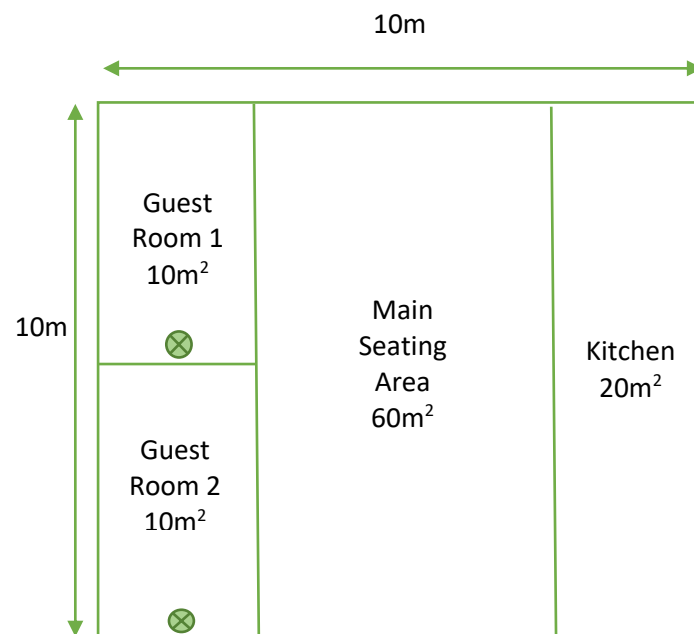 10m
Guest
Room 1
10m²
10m
Main
Seating
Area
60m²
Kitchen
20m²
Guest
Room 2
10m²